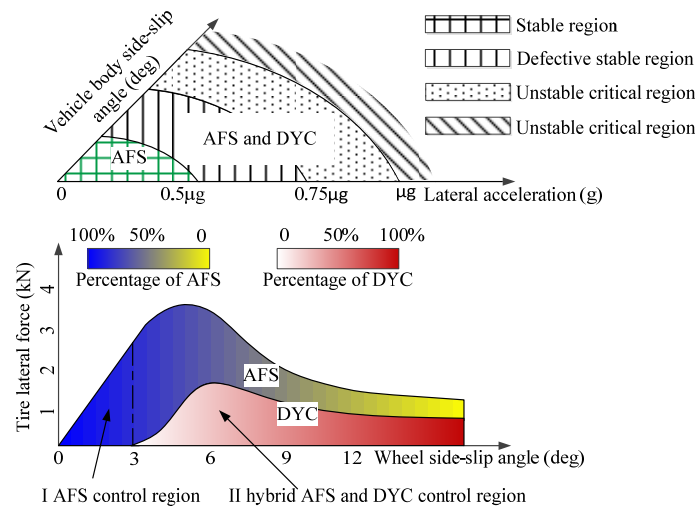 Vehicle body side-slip
angle (deg)
Stable region
Defective stable region
Unstable critical region
Unstable critical region
AFS and DYC
AFS
0 0.5µg 0.75µg µg Lateral acceleration (g)
100% 50% 0
Percentage of AFS
0 50% 100%
Percentage of DYC
Tire lateral force (kN)
4
3
2
1
AFS
DYC
0 3 6 9 12 Wheel side-slip angle (deg)
I AFS control region
II hybrid AFS and DYC control region